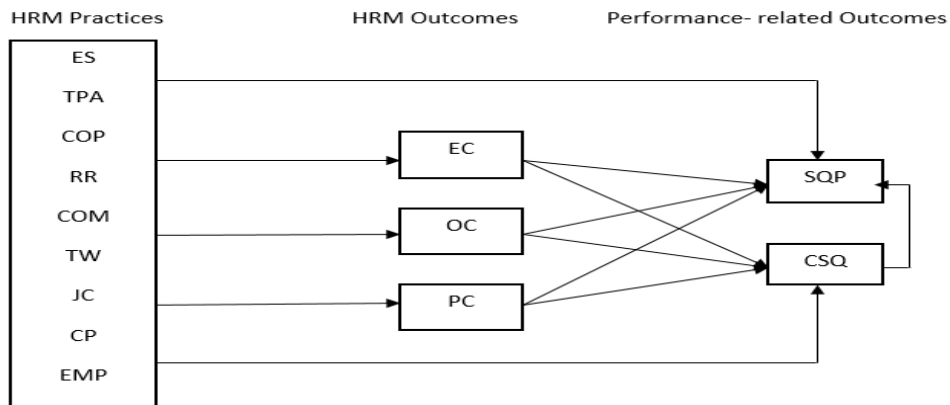 HRM Practices
HRM Outcomes
Performance- related Outcomes
ES
TPA
COP
RR
COM
TW
JC
CP
EMP
EC
OC
PC
SQP
CSQ